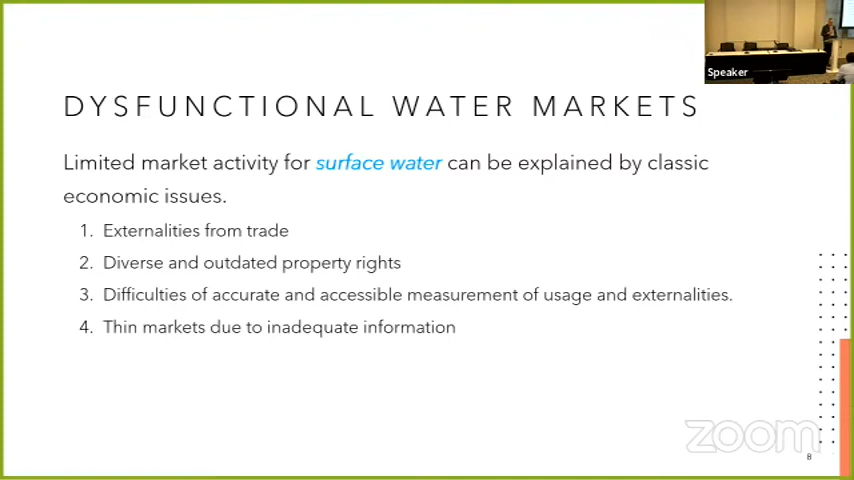 Speaker
DYSFUNCTIONAL WATER MARKETS
Limited market activity for surface water can be explained by classic
economic issues.
1. Externalities from trade
2. Diverse and outdated property rights
3. Difficulties of accurate and accessible measurement of usage and externalities.
4. Thin markets due to inadequate information
zoom
8